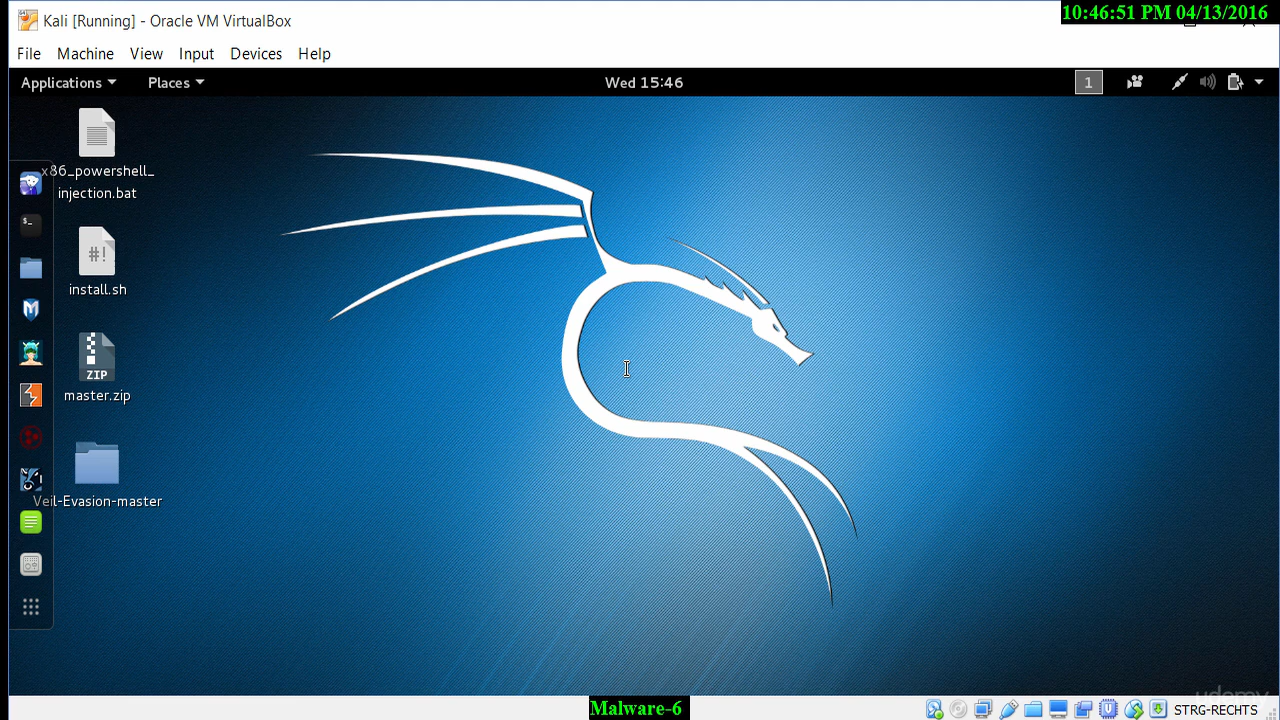 Kali [Running] - Oracle VM VirtualBox
10:46:51 PM 04/13/2016
File Machine View Input Devices Help
Applications Places Wed 15:46 1
x86_powershell_
injection.bat
#!
install.sh
ZIP
master.zip
Veil-Evasion-master
udemy
Malware-6
STRG-RECHTS